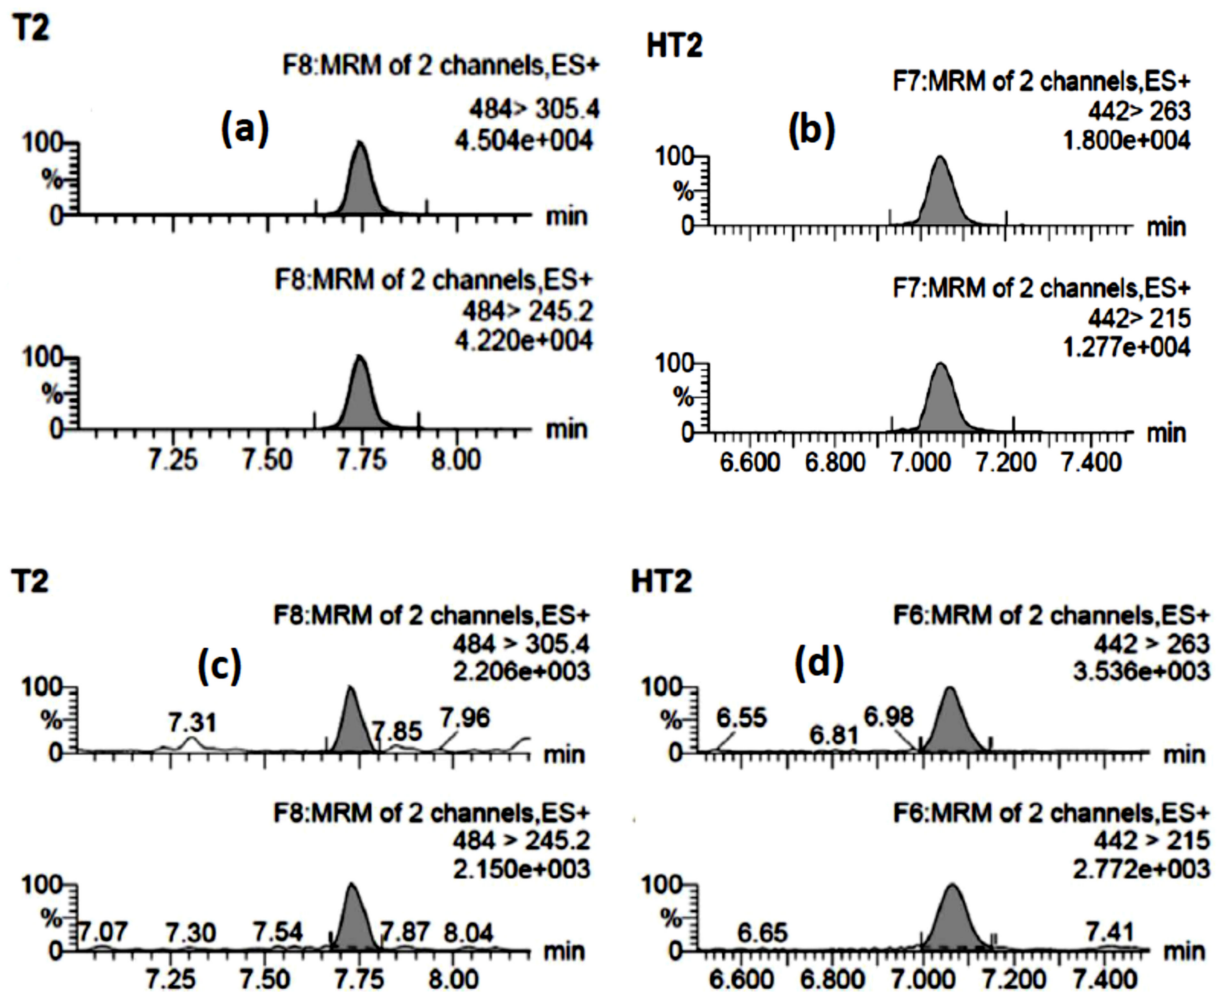 T2
F8:MRM of 2 channels,ES+
484> 305.4
4.504e+004
(a)
100
%
0
min
F8:MRM of 2 channels,ES+
484> 245.2
4.220e+004
100
%
0
min
7.25 7.50 7.75 8.00
HT2
F7:MRM of 2 channels,ES+
442> 263
1.800e+004
(b)
100
%
0
min
F7:MRM of 2 channels,ES+
442> 215
1.277e+004
100
%
0
min
6.600 6.800 7.000 7.200 7.400
T2
F8:MRM of 2 channels,ES+
484 > 305.4
2.206e+003
(c)
100
%
7.31 7.85 7.96
0
min
F8:MRM of 2 channels,ES+
484 > 245.2
2.150e+003
100
%
7.07 7.30 7.54 7.87 8.04
0
min
7.25 7.50 7.75 8.00
HT2
F6:MRM of 2 channels,ES+
442 > 263
3.536e+003
(d)
100
%
6.55 6.81 6.98
0
min
F6:MRM of 2 channels,ES+
442 > 215
2.772e+003
100
%
6.65 7.41
0
min
6.600 6.800 7.000 7.200 7.400